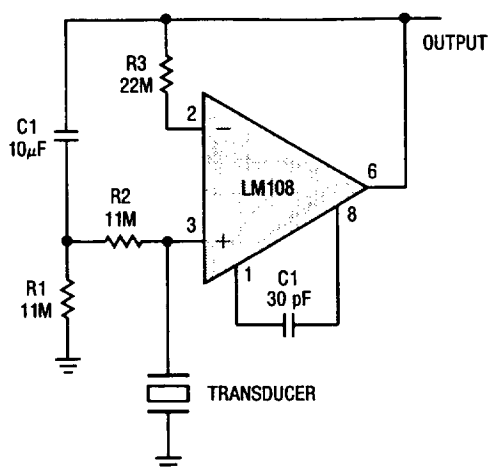 OUTPUT
R3
22M
2
C1
10μF
−
LM108
6
R2
11M
3
+
8
1
C1
30 pF
R1
11M
TRANSDUCER